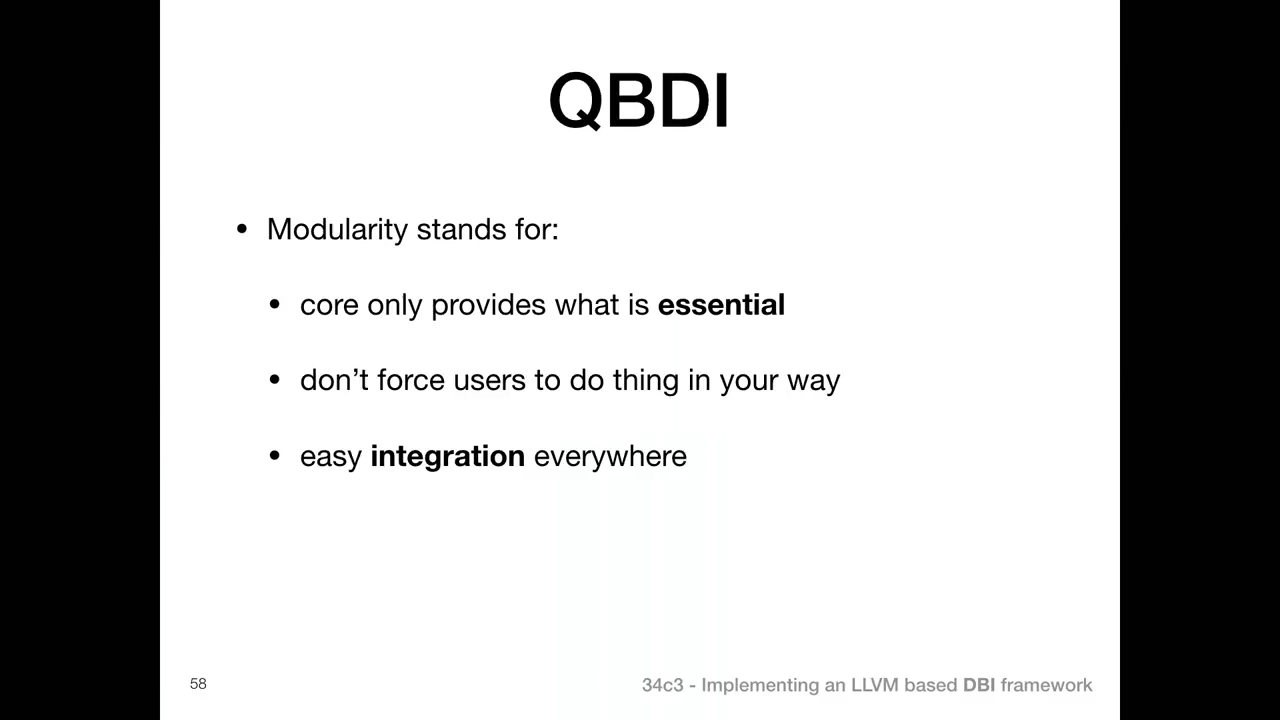 QBDI
• Modularity stands for:
• core only provides what is essential
• don’t force users to do thing in your way
• easy integration everywhere
58
34c3 - Implementing an LLVM based DBI framework